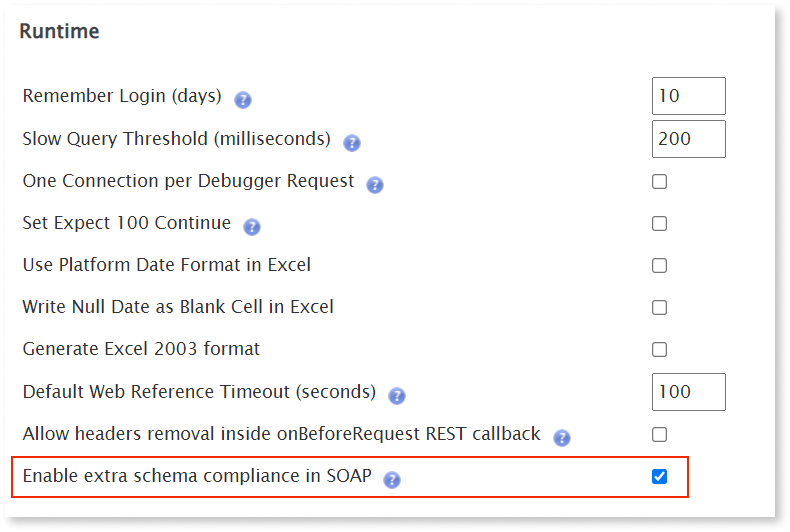 Runtime
Remember Login (days) ? 10
Slow Query Threshold (milliseconds) ? 200
One Connection per Debugger Request ?
Set Expect 100 Continue ?
Use Platform Date Format in Excel
Write Null Date as Blank Cell in Excel
Generate Excel 2003 format
Default Web Reference Timeout (seconds) ? 100
Allow headers removal inside onBeforeRequest REST callback ?
Enable extra schema compliance in SOAP ?